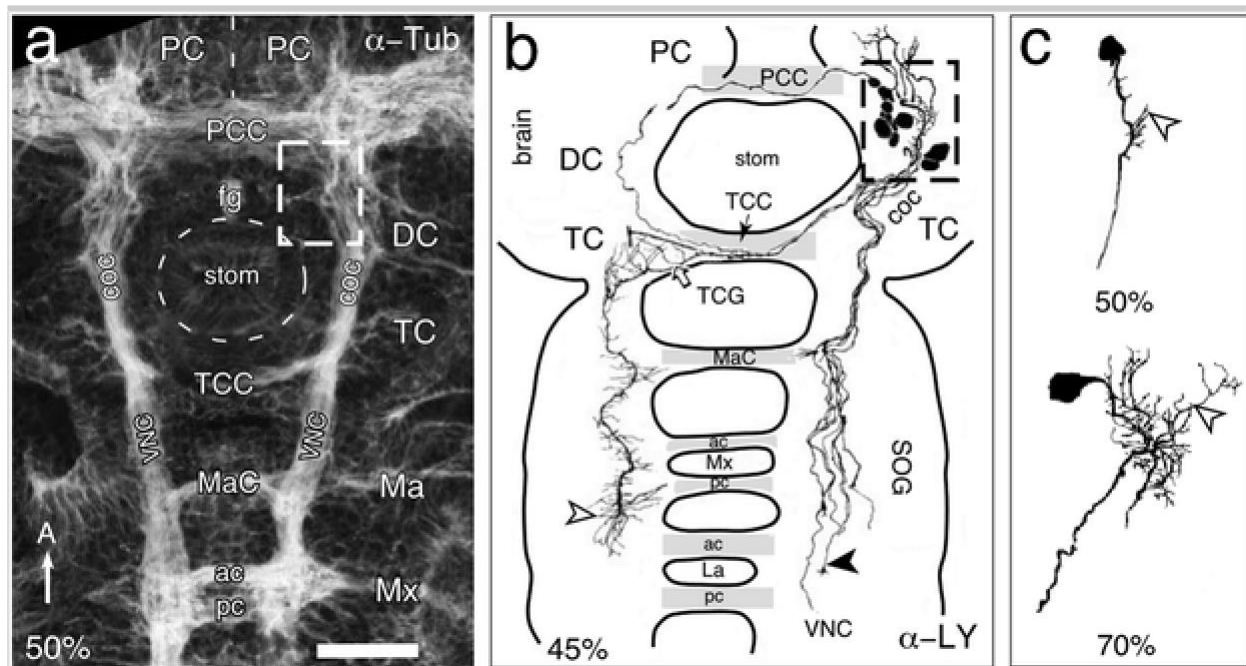 a
PC
PC
α–Tub
PCC
fg
DC
stom
coc
coc
TC
TCC
VNC
VNC
MaC
Ma
A
ac
Mx
pc
50%
b
PC
PCC
brain
DC
stom
TCC
coc
TC
TC
TCG
MaC
ac
Mx
pc
SOG
ac
La
pc
VNC
45%
α–LY
c
50%
70%